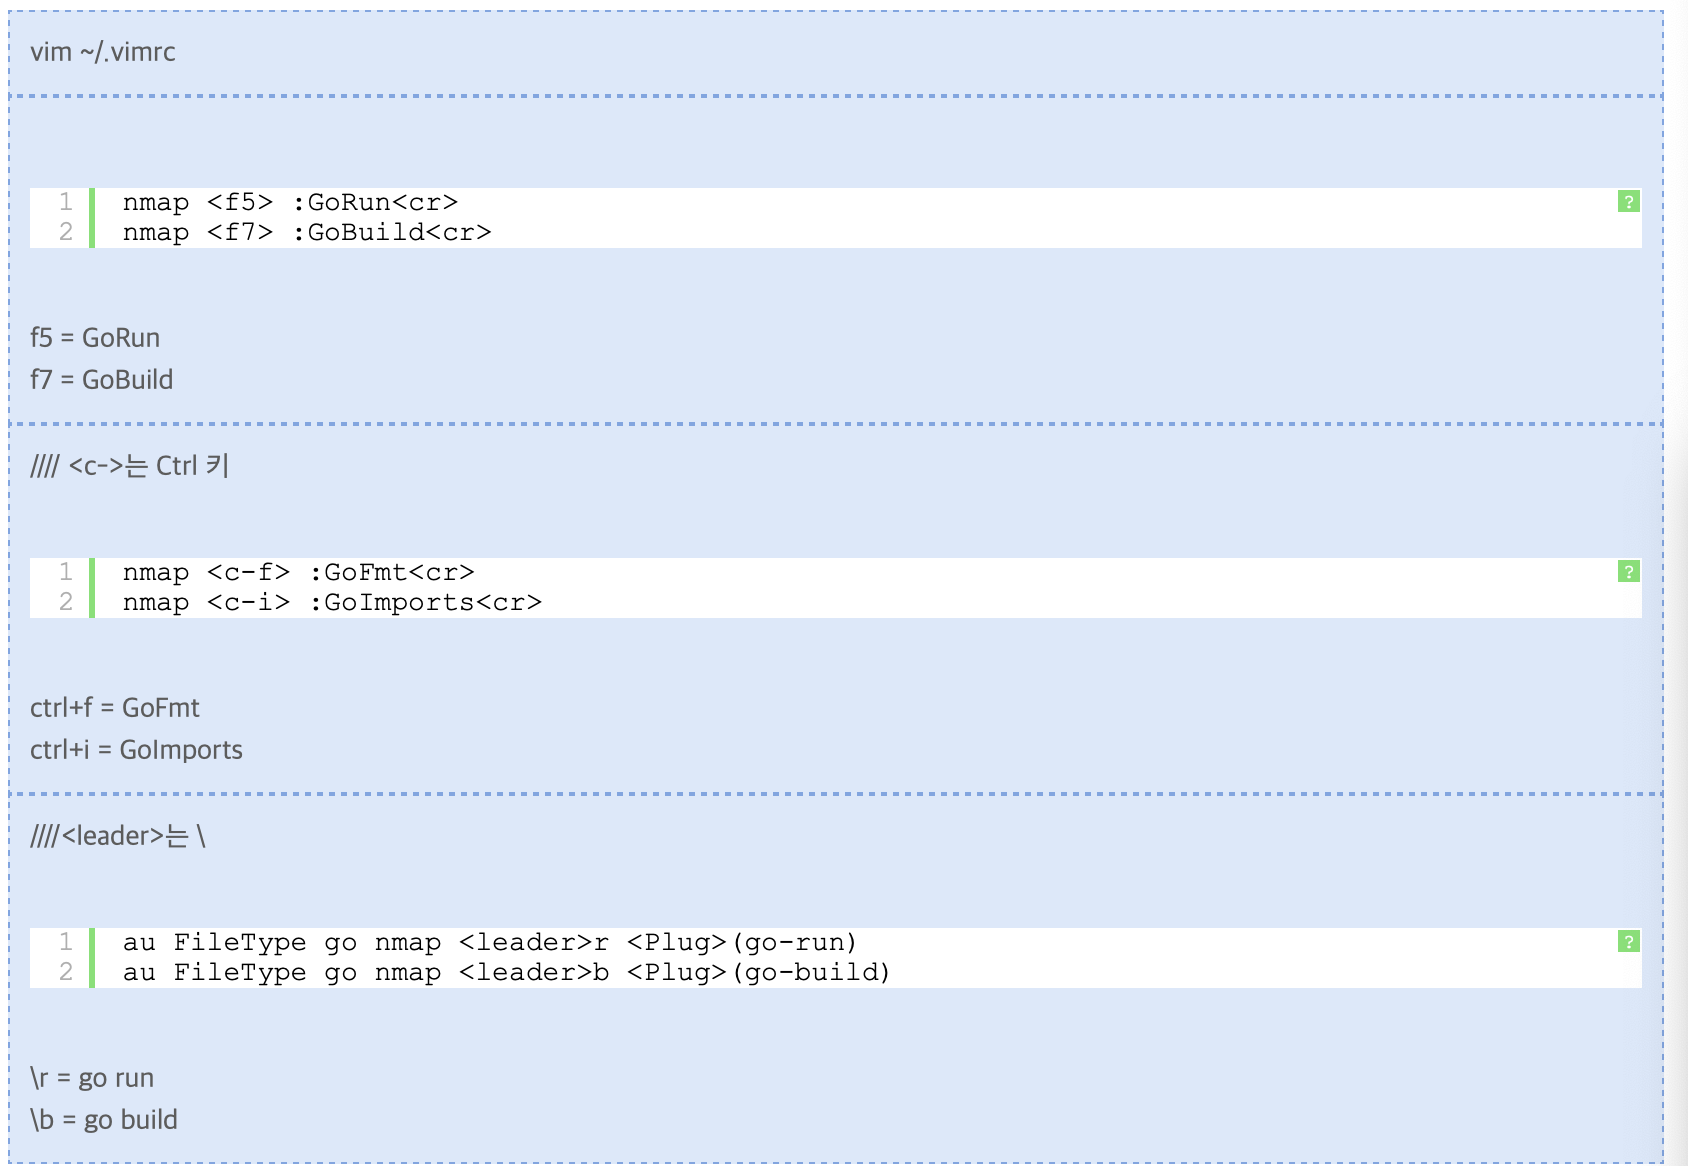 vim ~/.vimrc
1 nmap <f5> :GoRun<cr> ?
2 nmap <f7> :GoBuild<cr>
f5 = GoRun
f7 = GoBuild
//// <c->는 Ctrl 키
1 nmap <c-f> :GoFmt<cr> ?
2 nmap <c-i> :GoImports<cr>
ctrl+f = GoFmt
ctrl+i = GoImports
////<leader>는 \
1 au FileType go nmap <leader>r <Plug>(go-run) ?
2 au FileType go nmap <leader>b <Plug>(go-build)
\r = go run
\b = go build